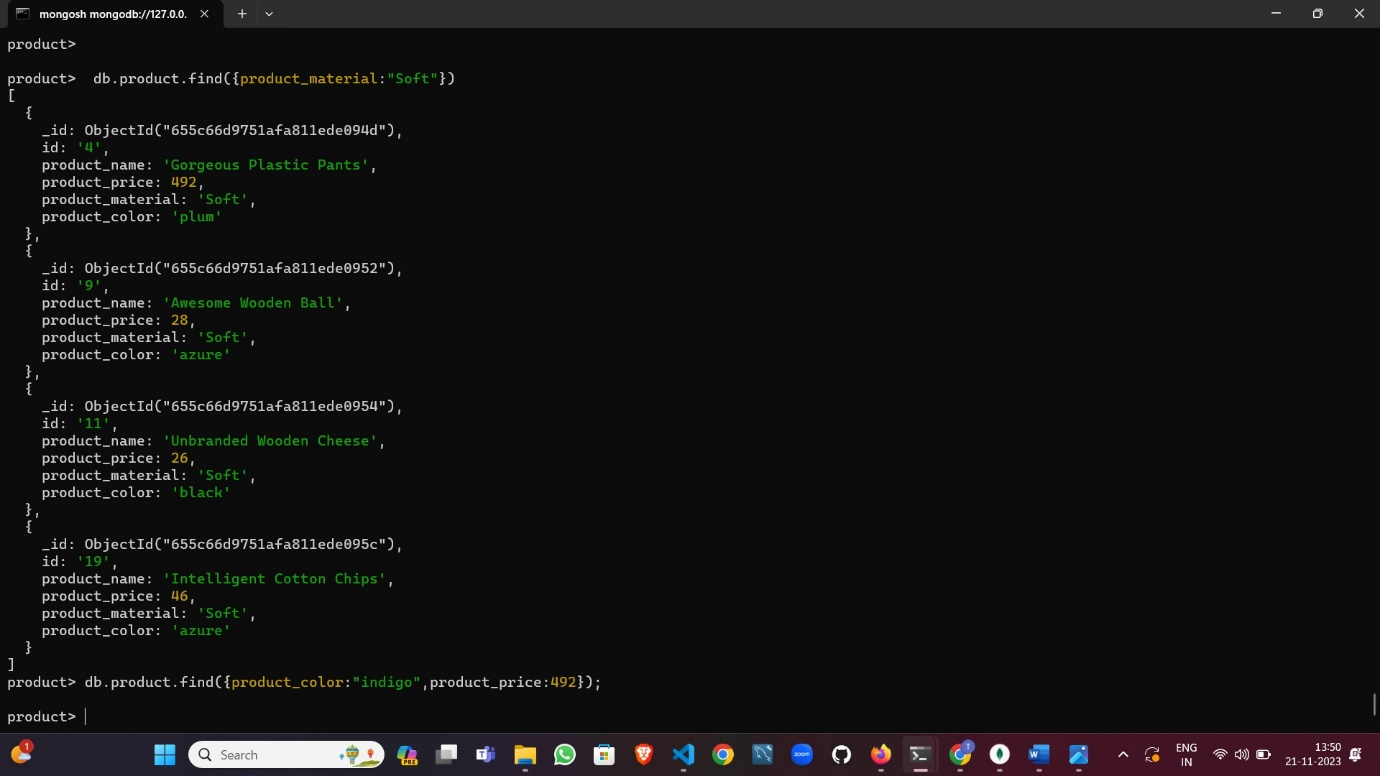 mongosh mongodb://127.0.0.
product>
product>  db.product.find({product_material:"Soft"})
[
  {
    _id: ObjectId("655c66d9751afa811ede094d"),
    id: '4',
    product_name: 'Gorgeous Plastic Pants',
    product_price: 492,
    product_material: 'Soft',
    product_color: 'plum'
  },
  {
    _id: ObjectId("655c66d9751afa811ede0952"),
    id: '9',
    product_name: 'Awesome Wooden Ball',
    product_price: 28,
    product_material: 'Soft',
    product_color: 'azure'
  },
  {
    _id: ObjectId("655c66d9751afa811ede0954"),
    id: '11',
    product_name: 'Unbranded Wooden Cheese',
    product_price: 26,
    product_material: 'Soft',
    product_color: 'black'
  },
  {
    _id: ObjectId("655c66d9751afa811ede095c"),
    id: '19',
    product_name: 'Intelligent Cotton Chips',
    product_price: 46,
    product_material: 'Soft',
    product_color: 'azure'
  }
]
product> db.product.find({product_color:"indigo",product_price:492});
product>
1
Search
PRE
zoom
1
ENG
IN
13:50
21-11-2023